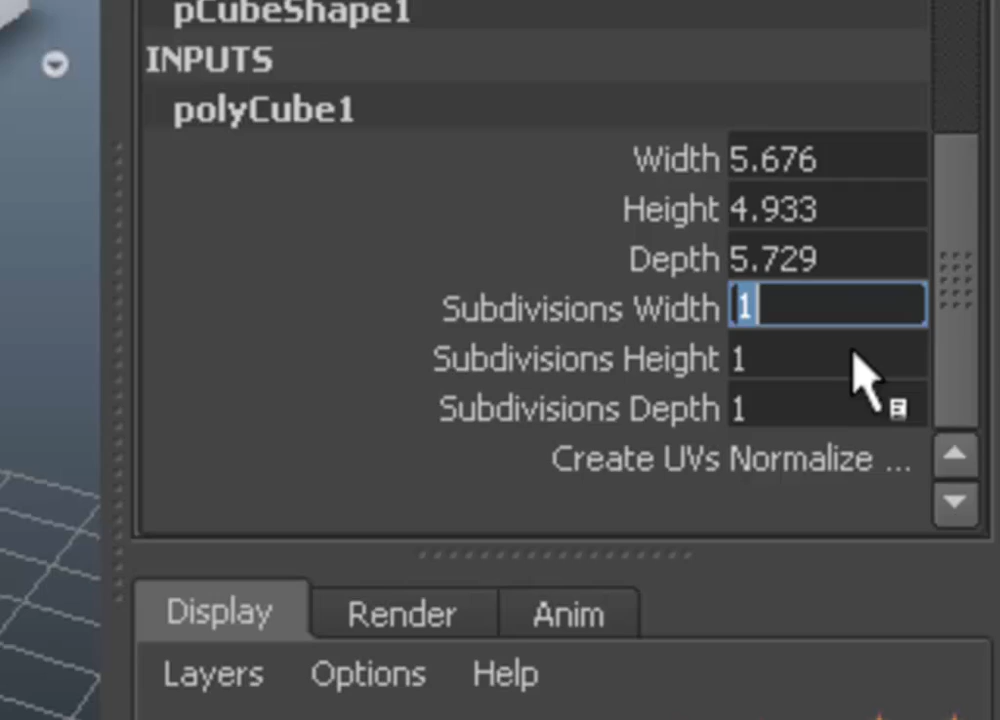 pCubeShape1
INPUTS
polyCube1
Width 5.676
Height 4.933
Depth 5.729
Subdivisions Width 1
Subdivisions Height 1
Subdivisions Depth 1
Create UVs Normalize ...
Display Render Anim
Layers Options Help